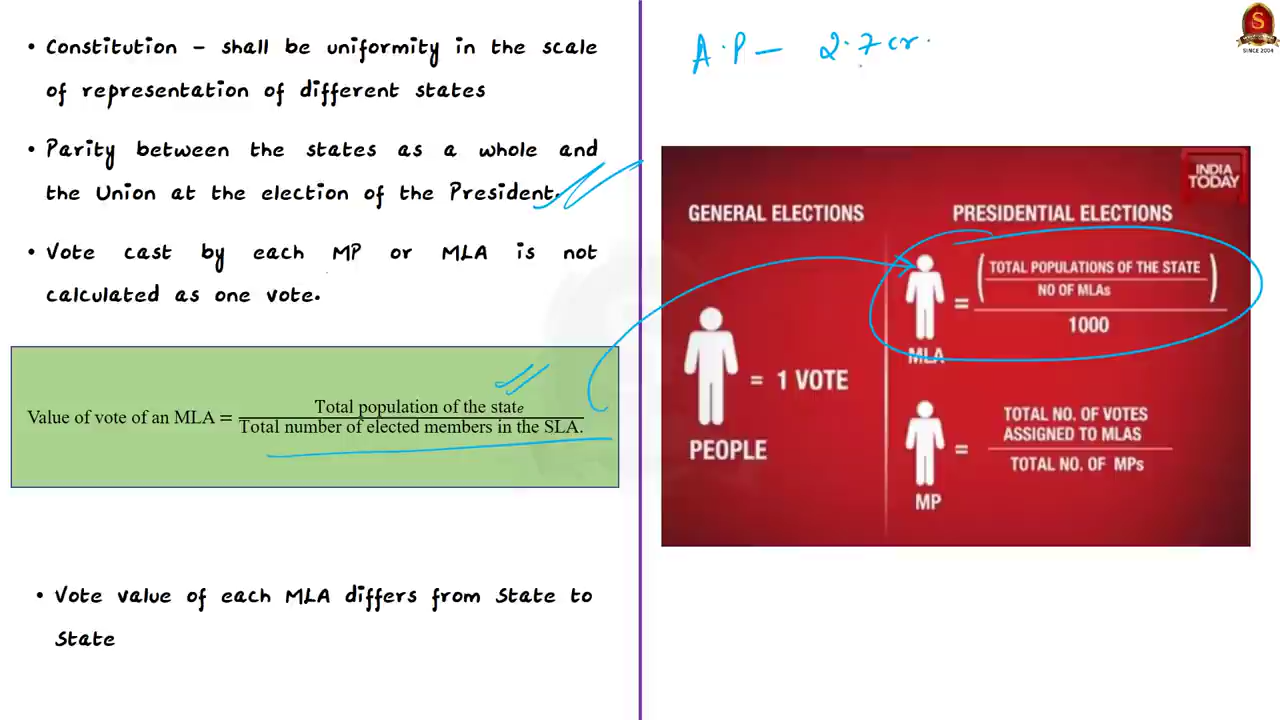 • Constitution – shall be uniformity in the scale
of representation of different states
• Parity between the states as a whole and
the Union at the election of the President.
• Vote cast by each MP or MLA is not
calculated as one vote.
Value of vote of an MLA = Total population of the state
Total number of elected members in the SLA.
• Vote value of each MLA differs from State to
State
A.P – 2.7 cr.
S
SINCE 2004
INDIA
TODAY
GENERAL ELECTIONS
PEOPLE
= 1 VOTE
PRESIDENTIAL ELECTIONS
MLA
= (TOTAL POPULATIONS OF THE STATE
NO OF MLAs)
1000
MP
= TOTAL NO. OF VOTES
ASSIGNED TO MLAS
TOTAL NO. OF MPs